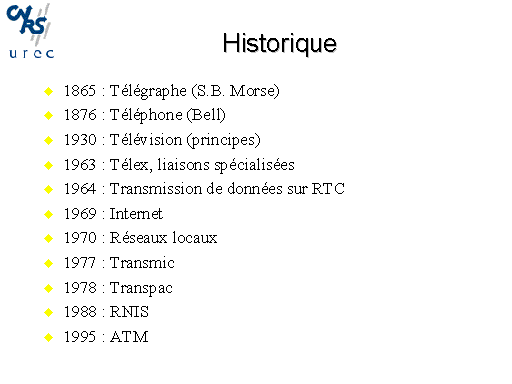 CNRS
urec
Historique
1865 : Télégraphe (S.B. Morse)
1876 : Téléphone (Bell)
1930 : Télévision (principes)
1963 : Télex, liaisons spécialisées
1964 : Transmission de données sur RTC
1969 : Internet
1970 : Réseaux locaux
1977 : Transmic
1978 : Transpac
1988 : RNIS
1995 : ATM